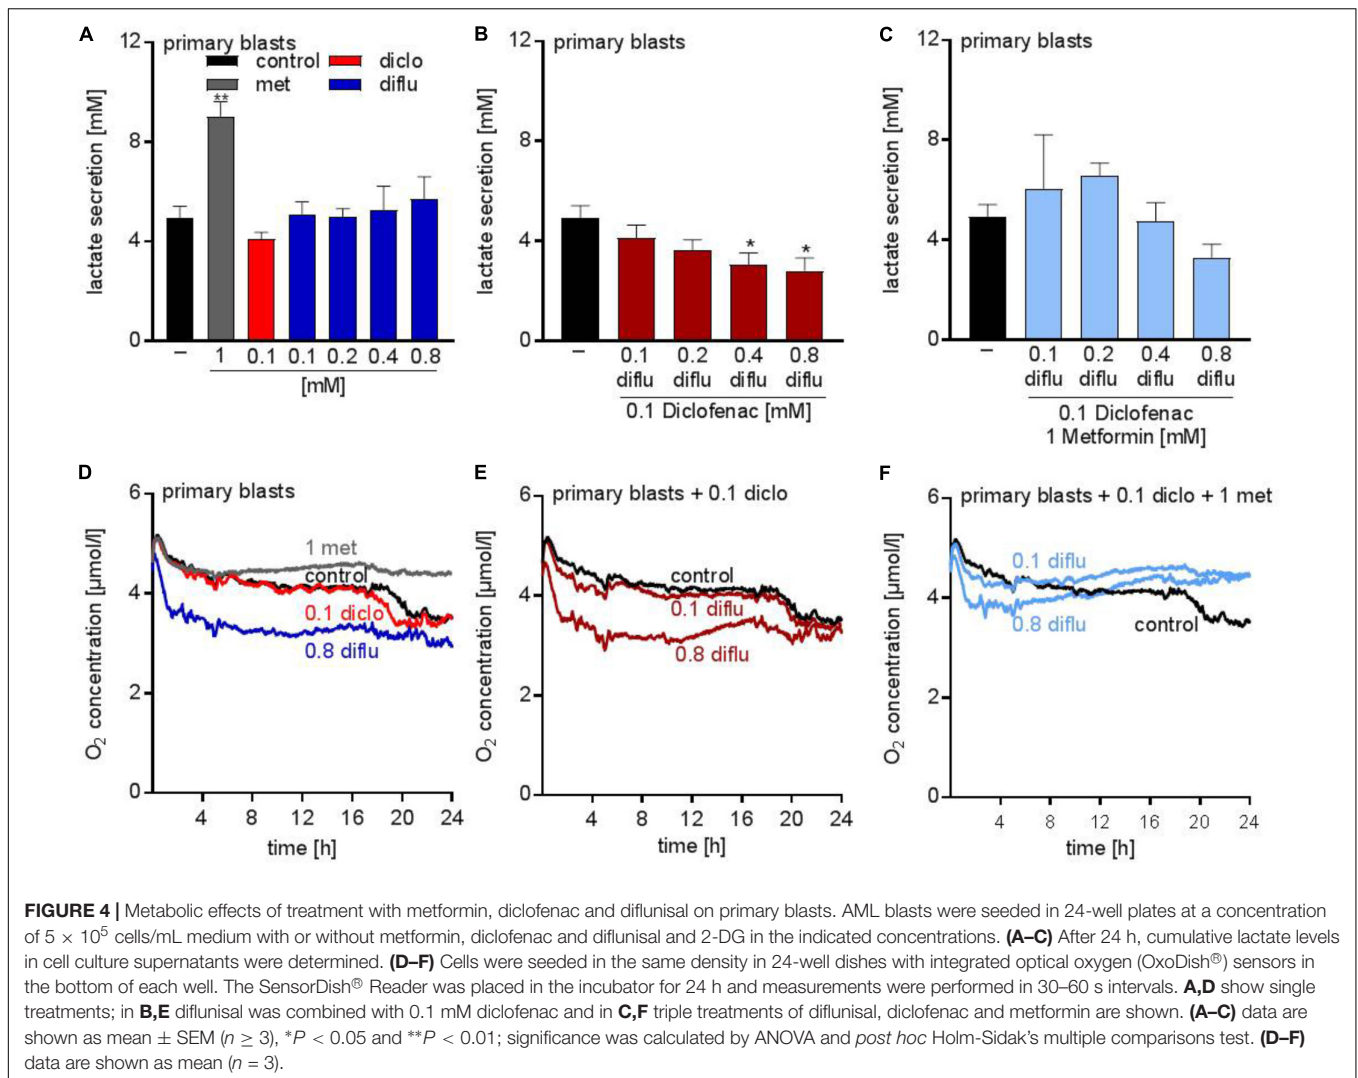 A
primary blasts
control
diclo
met
diflu
**
lactate secretion [mM]
12
8
4
0
– 1 0.1 0.1 0.2 0.4 0.8
[mM]
B
primary blasts
lactate secretion [mM]
12
8
4
0
* *
– 0.1 0.2 0.4 0.8
diflu diflu diflu diflu
0.1 Diclofenac [mM]
C
primary blasts
lactate secretion [mM]
12
8
4
0
– 0.1 0.2 0.4 0.8
diflu diflu diflu diflu
0.1 Diclofenac
1 Metformin [mM]
D
primary blasts
O₂ concentration [µmol/l]
6
4
2
0
1 met
control
0.1 diclo
0.8 diflu
4 8 12 16 20 24
time [h]
E
primary blasts + 0.1 diclo
O₂ concentration [µmol/l]
6
4
2
0
control
0.1 diflu
0.8 diflu
4 8 12 16 20 24
time [h]
F
primary blasts + 0.1 diclo + 1 met
O₂ concentration [µmol/l]
6
4
2
0
0.1 diflu
0.8 diflu
control
4 8 12 16 20 24
time [h]
FIGURE 4 | Metabolic effects of treatment with metformin, diclofenac and diflunisal on primary blasts. AML blasts were seeded in 24-well plates at a concentration
of 5 × 10⁵ cells/mL medium with or without metformin, diclofenac and diflunisal and 2-DG in the indicated concentrations. (A–C) After 24 h, cumulative lactate levels
in cell culture supernatants were determined. (D–F) Cells were seeded in the same density in 24-well dishes with integrated optical oxygen (OxoDish®) sensors in
the bottom of each well. The SensorDish® Reader was placed in the incubator for 24 h and measurements were performed in 30–60 s intervals. A,D show single
treatments; in B,E diflunisal was combined with 0.1 mM diclofenac and in C,F triple treatments of diflunisal, diclofenac and metformin are shown. (A–C) data are
shown as mean ± SEM (n ≥ 3), *P < 0.05 and **P < 0.01; significance was calculated by ANOVA and post hoc Holm-Sidak's multiple comparisons test. (D–F)
data are shown as mean (n = 3).